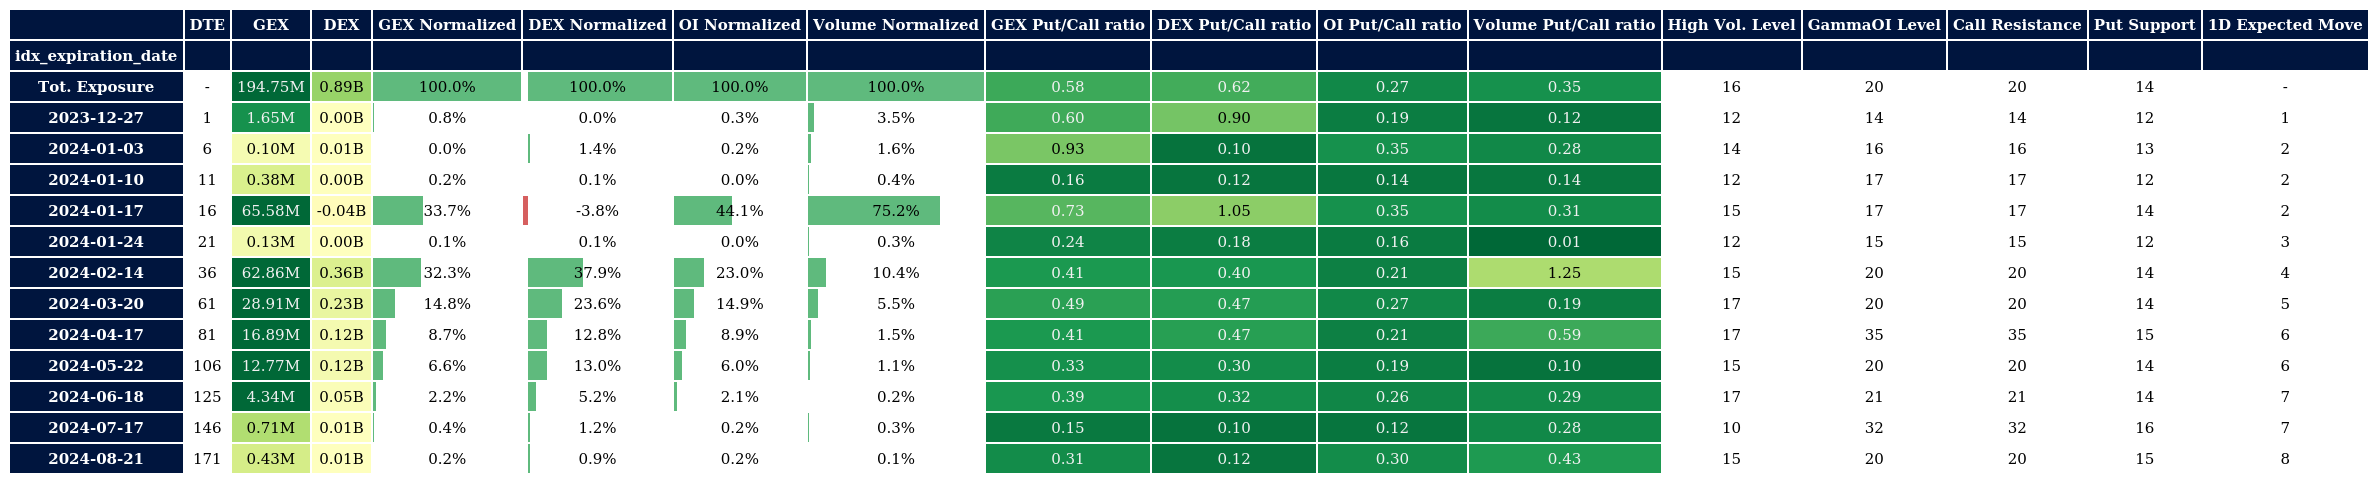 DTE GEX DEX GEX Normalized DEX Normalized OI Normalized Volume Normalized GEX Put/Call ratio DEX Put/Call ratio OI Put/Call ratio Volume Put/Call ratio High Vol. Level GammaOI Level Call Resistance Put Support 1D Expected Move
idx_expiration_date
Tot. Exposure - 194.75M 0.89B 100.0% 100.0% 100.0% 100.0% 0.58 0.62 0.27 0.35 16 20 20 14 -
2023-12-27 1 1.65M 0.00B 0.8% 0.0% 0.3% 3.5% 0.60 0.90 0.19 0.12 12 14 14 12 1
2024-01-03 6 0.10M 0.01B 0.0% 1.4% 0.2% 1.6% 0.93 0.10 0.35 0.28 14 16 16 13 2
2024-01-10 11 0.38M 0.00B 0.2% 0.1% 0.0% 0.4% 0.16 0.12 0.14 0.14 12 17 17 12 2
2024-01-17 16 65.58M -0.04B 33.7% -3.8% 44.1% 75.2% 0.73 1.05 0.35 0.31 15 17 17 14 2
2024-01-24 21 0.13M 0.00B 0.1% 0.1% 0.0% 0.3% 0.24 0.18 0.16 0.01 12 15 15 12 3
2024-02-14 36 62.86M 0.36B 32.3% 37.9% 23.0% 10.4% 0.41 0.40 0.21 1.25 15 20 20 14 4
2024-03-20 61 28.91M 0.23B 14.8% 23.6% 14.9% 5.5% 0.49 0.47 0.27 0.19 17 20 20 14 5
2024-04-17 81 16.89M 0.12B 8.7% 12.8% 8.9% 1.5% 0.41 0.47 0.21 0.59 17 35 35 15 6
2024-05-22 106 12.77M 0.12B 6.6% 13.0% 6.0% 1.1% 0.33 0.30 0.19 0.10 15 20 20 14 6
2024-06-18 125 4.34M 0.05B 2.2% 5.2% 2.1% 0.2% 0.39 0.32 0.26 0.29 17 21 21 14 7
2024-07-17 146 0.71M 0.01B 0.4% 1.2% 0.2% 0.3% 0.15 0.10 0.12 0.28 10 32 32 16 7
2024-08-21 171 0.43M 0.01B 0.2% 0.9% 0.2% 0.1% 0.31 0.12 0.30 0.43 15 20 20 15 8